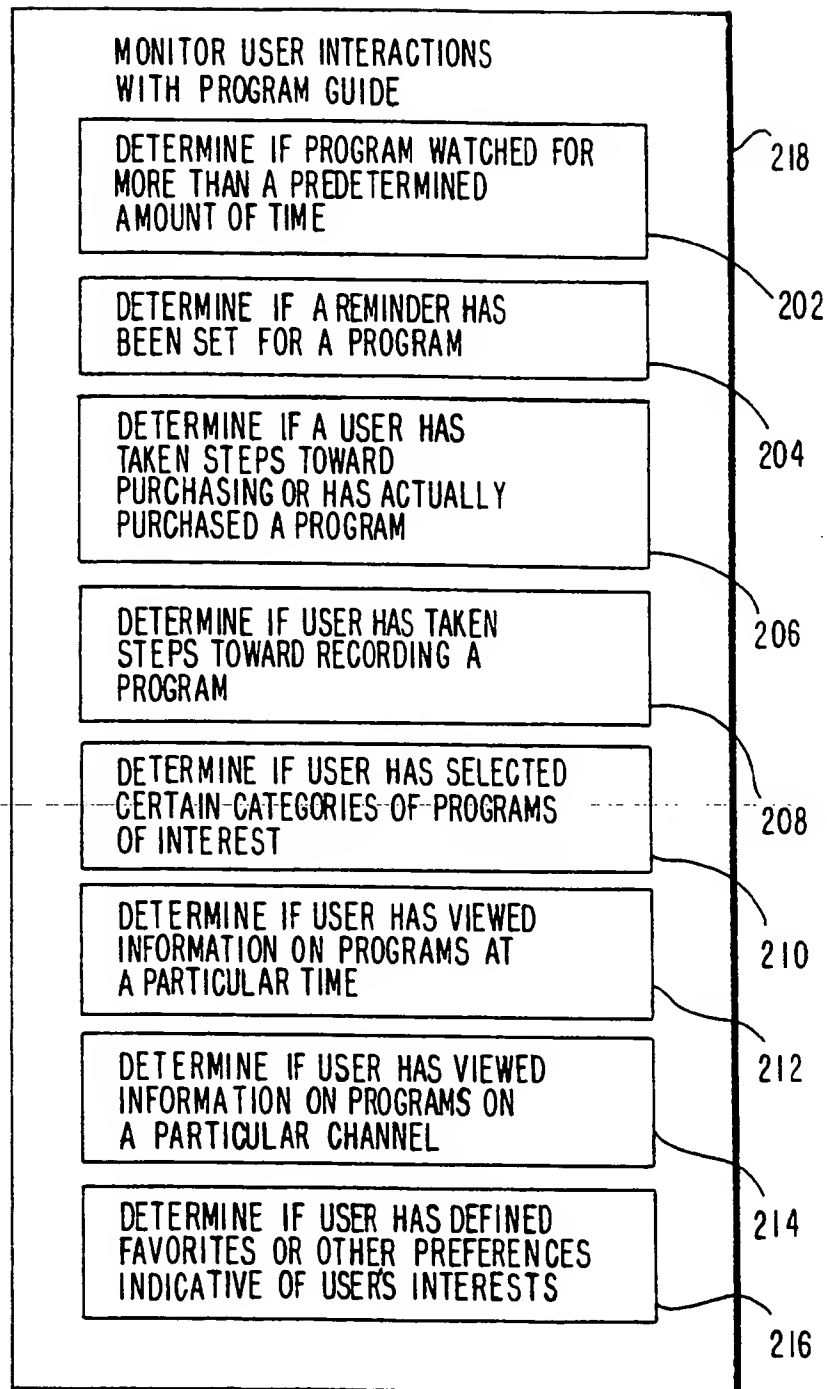 MONITOR USER INTERACTIONS
WITH PROGRAM GUIDE
218
DETERMINE IF PROGRAM WATCHED FOR
MORE THAN A PREDETERMINED
AMOUNT OF TIME
202
DETERMINE IF A REMINDER HAS
BEEN SET FOR A PROGRAM
204
DETERMINE IF A USER HAS
TAKEN STEPS TOWARD
PURCHASING OR HAS ACTUALLY
PURCHASED A PROGRAM
206
DETERMINE IF USER HAS TAKEN
STEPS TOWARD RECORDING A
PROGRAM
208
DETERMINE IF USER HAS SELECTED
CERTAIN CATEGORIES OF PROGRAMS
OF INTEREST
210
DETERMINE IF USER HAS VIEWED
INFORMATION ON PROGRAMS AT
A PARTICULAR TIME
212
DETERMINE IF USER HAS VIEWED
INFORMATION ON PROGRAMS ON
A PARTICULAR CHANNEL
214
DETERMINE IF USER HAS DEFINED
FAVORITES OR OTHER PREFERENCES
INDICATIVE OF USER'S INTERESTS
216